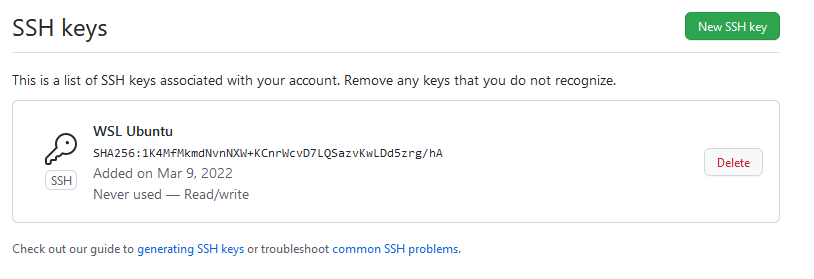 SSH keys
New SSH key
This is a list of SSH keys associated with your account. Remove any keys that you do not recognize.
WSL Ubuntu
SHA256:1K4MfMkmdNvnNXW+KCnrWcvD7LQSazvKwLDd5zrg/hA
Added on Mar 9, 2022
SSH
Never used — Read/write
Delete
Check out our guide to generating SSH keys or troubleshoot common SSH problems.